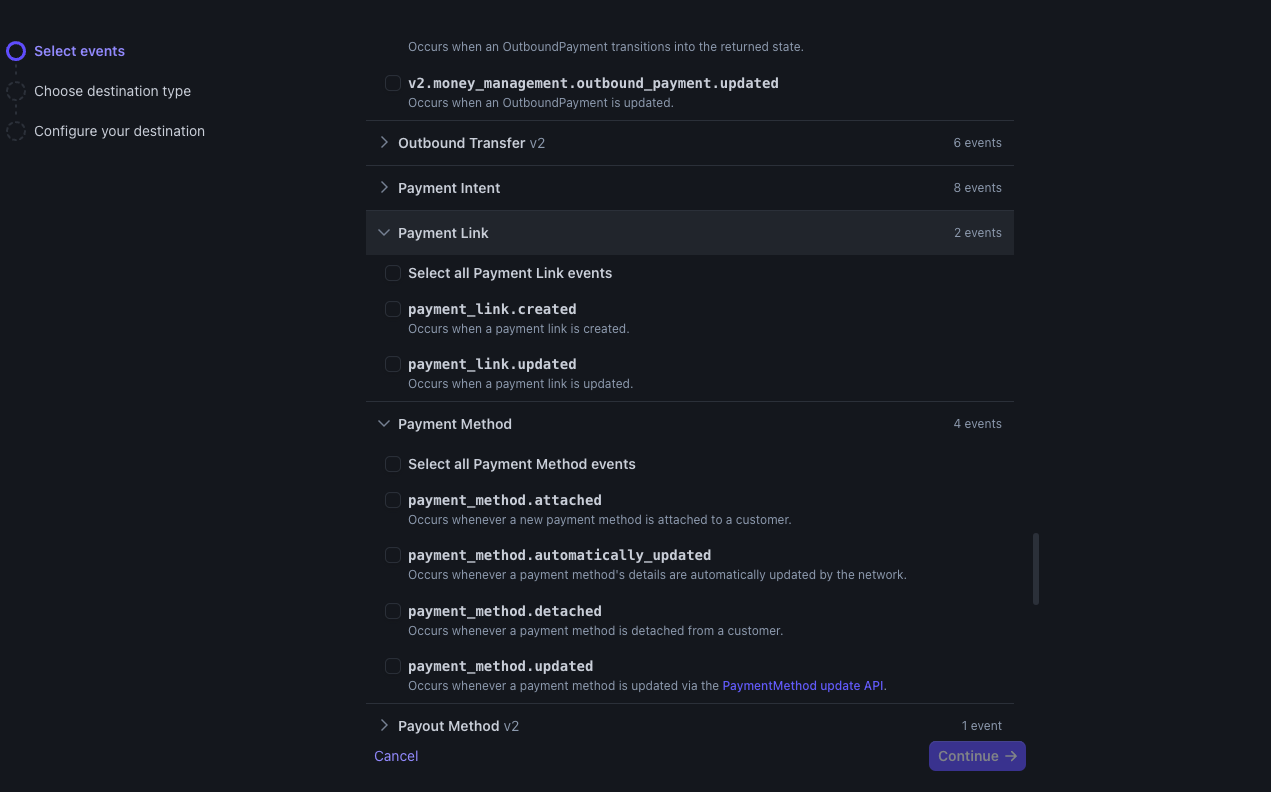 Select events
Choose destination type
Configure your destination
Occurs when an OutboundPayment transitions into the returned state.
v2.money_management.outbound_payment.updated
Occurs when an OutboundPayment is updated.
Outbound Transfer v2 6 events
Payment Intent 8 events
Payment Link 2 events
Select all Payment Link events
payment_link.created
Occurs when a payment link is created.
payment_link.updated
Occurs when a payment link is updated.
Payment Method 4 events
Select all Payment Method events
payment_method.attached
Occurs whenever a new payment method is attached to a customer.
payment_method.automatically_updated
Occurs whenever a payment method's details are automatically updated by the network.
payment_method.detached
Occurs whenever a payment method is detached from a customer.
payment_method.updated
Occurs whenever a payment method is updated via the PaymentMethod update API.
Payout Method v2 1 event
Cancel Continue →